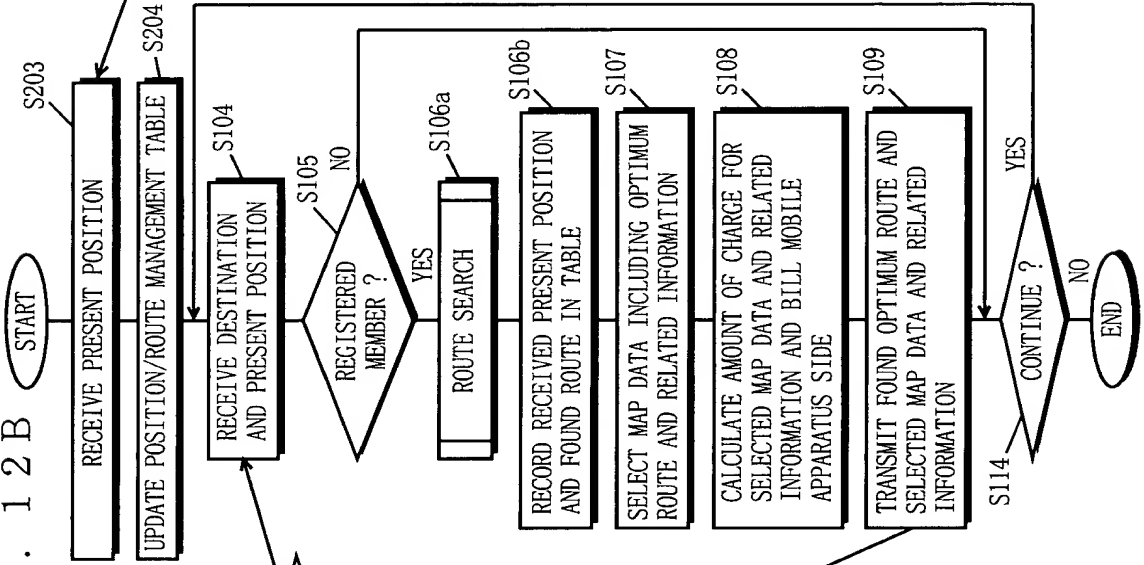 . 12B
START
S203
RECEIVE PRESENT POSITION
S204
UPDATE POSITION/ROUTE MANAGEMENT TABLE
S104
RECEIVE DESTINATION
AND PRESENT POSITION
S105
REGISTERED
MEMBER ?
NO
YES
S106a
ROUTE SEARCH
S106b
RECORD RECEIVED PRESENT POSITION
AND FOUND ROUTE IN TABLE
S107
SELECT MAP DATA INCLUDING OPTIMUM
ROUTE AND RELATED INFORMATION
S108
CALCULATE AMOUNT OF CHARGE FOR
SELECTED MAP DATA AND RELATED
INFORMATION AND BILL MOBILE
APPARATUS SIDE
S109
TRANSMIT FOUND OPTIMUM ROUTE AND
SELECTED MAP DATA AND RELATED
INFORMATION
S114
CONTINUE ?
YES
NO
END